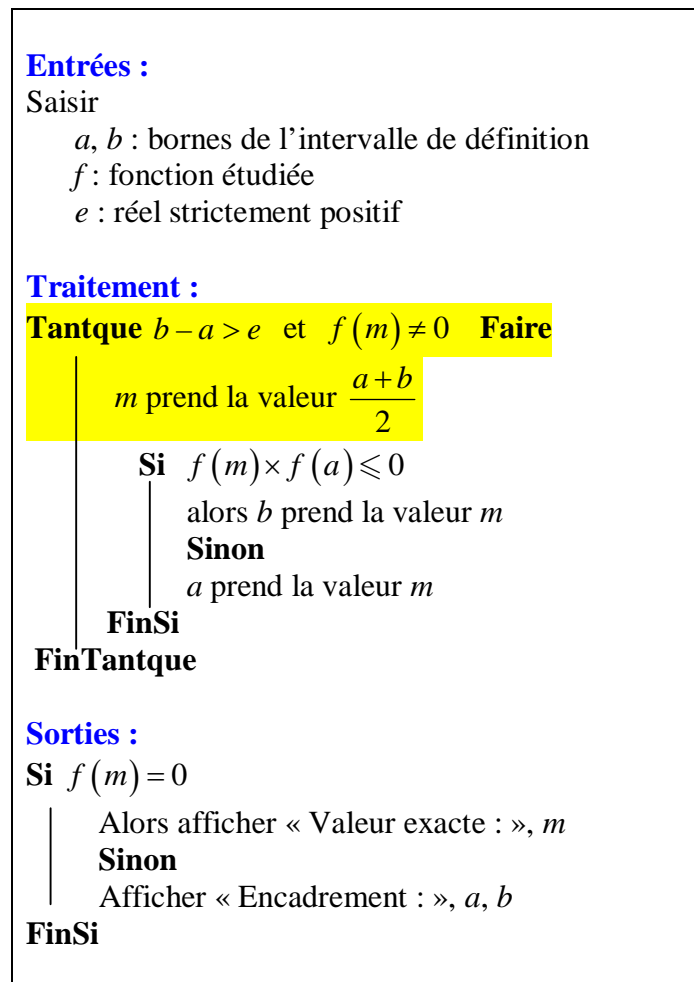 Entrées :
Saisir
a, b : bornes de l’intervalle de définition
f : fonction étudiée
e : réel strictement positif
Traitement :
Tantque b – a > e et f(m) ≠ 0 Faire
m prend la valeur (a+b)/2
Si f(m)×f(a) ⩽ 0
alors b prend la valeur m
Sinon
a prend la valeur m
FinSi
FinTantque
Sorties :
Si f(m) = 0
Alors afficher « Valeur exacte : », m
Sinon
Afficher « Encadrement : », a, b
FinSi